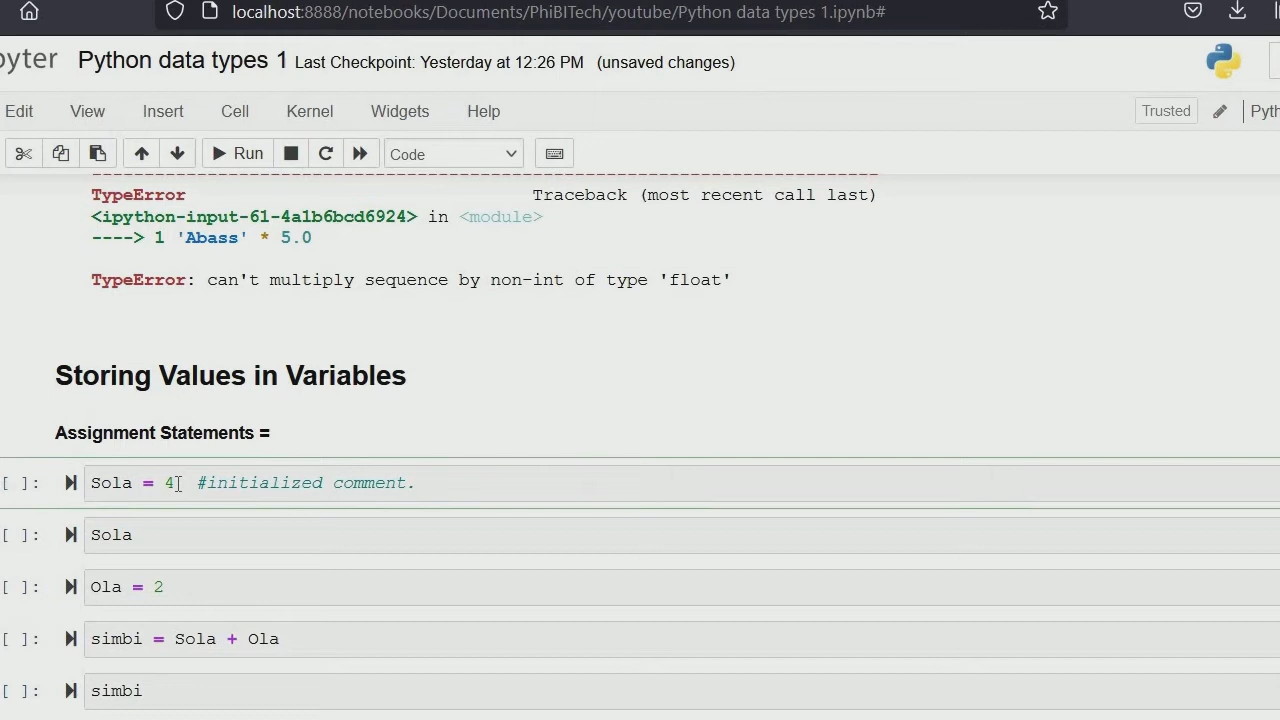 localhost:8888/notebooks/Documents/PhiBITech/youtube/Python data types 1.ipynb#
pyter Python data types 1 Last Checkpoint: Yesterday at 12:26 PM (unsaved changes)
Edit View Insert Cell Kernel Widgets Help Trusted Pyth
Run Code
TypeError Traceback (most recent call last)
<ipython-input-61-4a1b6bcd6924> in <module>
----> 1 'Abass' * 5.0
TypeError: can't multiply sequence by non-int of type 'float'
Storing Values in Variables
Assignment Statements =
[ ]: Sola = 4 #initialized comment.
[ ]: Sola
[ ]: Ola = 2
[ ]: simbi = Sola + Ola
[ ]: simbi